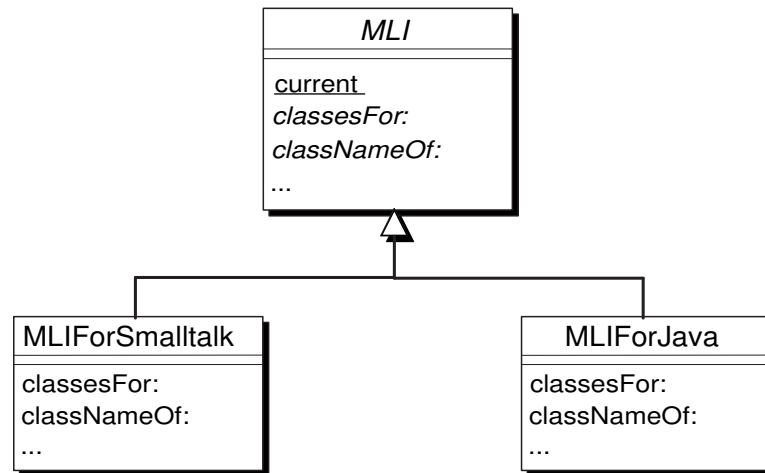 MLI
current
classesFor:
classNameOf:
...
MLIForSmalltalk
classesFor:
classNameOf:
...
MLIForJava
classesFor:
classNameOf:
...